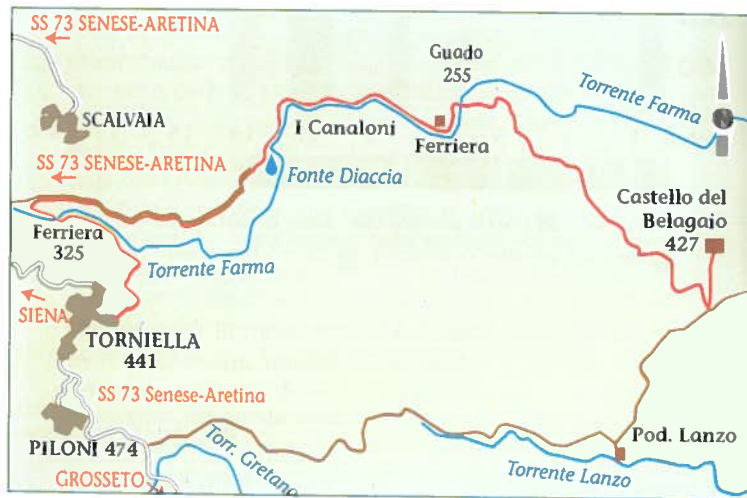 SS 73 SENESE-ARETINA
SCALVAIA
SS 73 SENESE-ARETINA
Guado
255
Torrente Farma
N
I Canaloni
Ferriera
Fonte Diaccia
Castello del
Belagaio
427
Ferriera
325
Torrente Farma
SIENA
TORNIELLA
441
SS 73 Senese-Aretina
PILONI 474
Torr. Gretano
GROSSETO
Pod. Lanzo
Torrente Lanzo